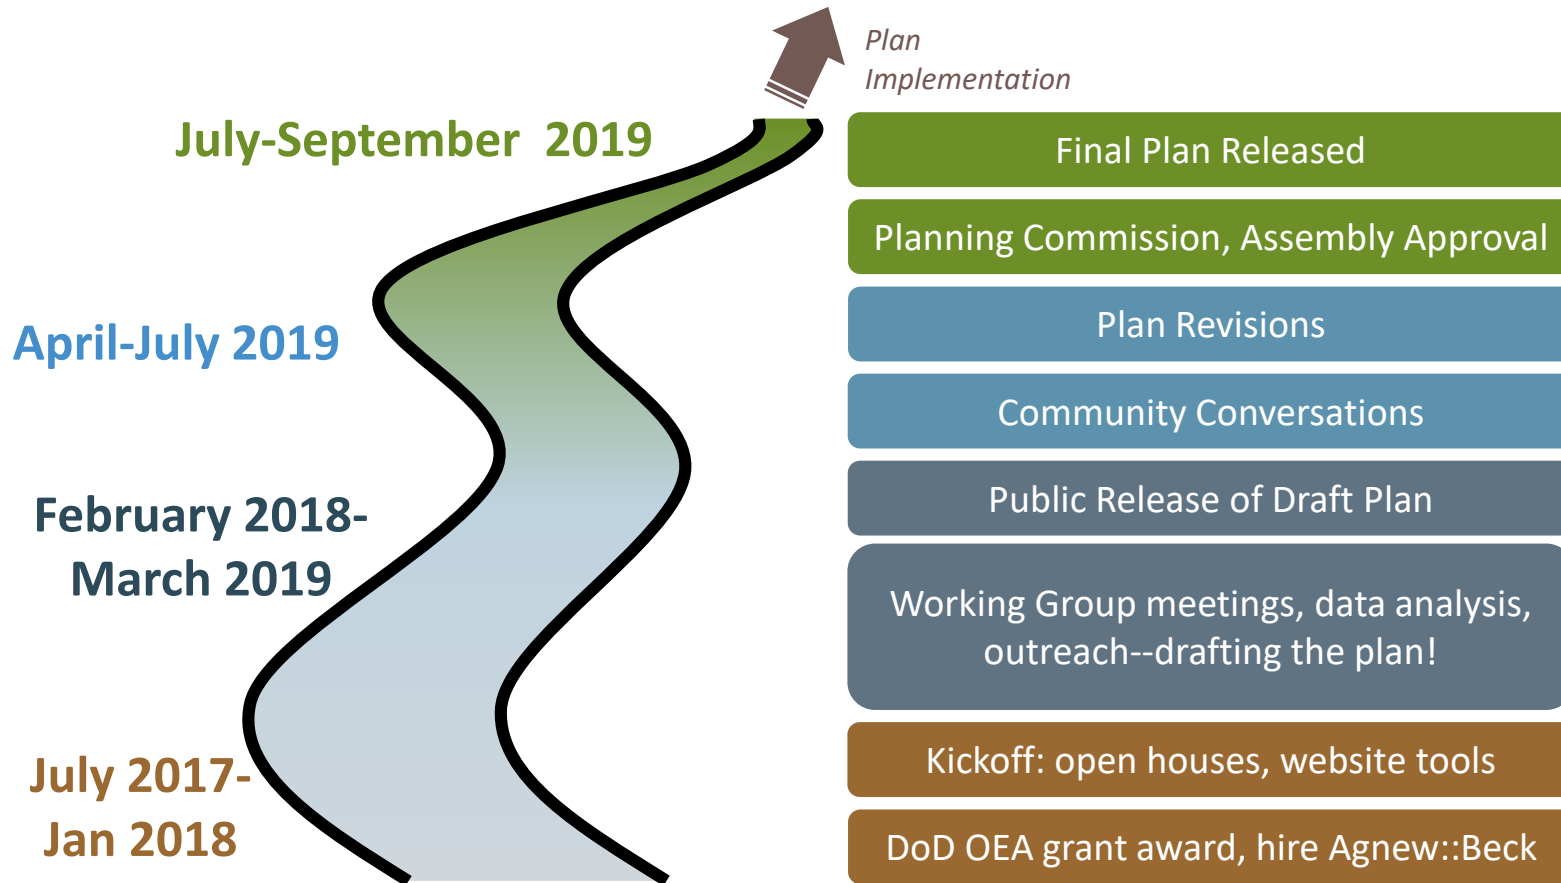 Plan
Implementation
July-September 2019
Final Plan Released
Planning Commission, Assembly Approval
April-July 2019
Plan Revisions
Community Conversations
February 2018-
March 2019
Public Release of Draft Plan
Working Group meetings, data analysis,
outreach--drafting the plan!
July 2017-
Jan 2018
Kickoff: open houses, website tools
DoD OEA grant award, hire Agnew::Beck